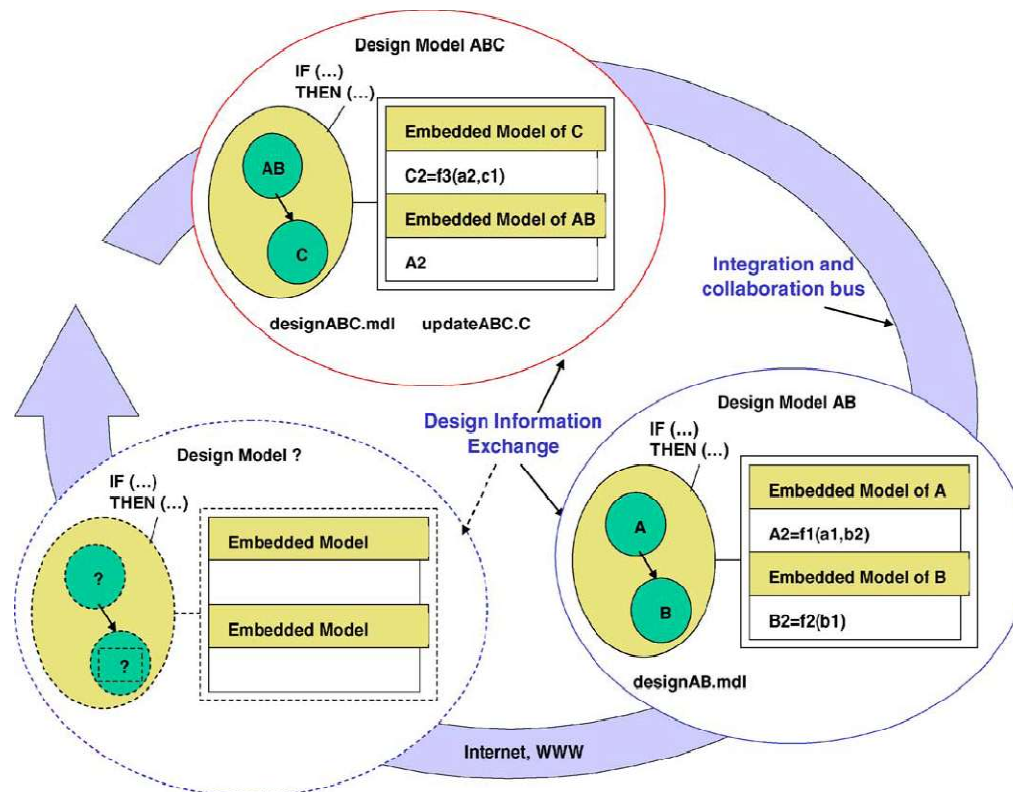 Design Model ABC
IF (...)
THEN (...)
AB
C
Embedded Model of C
C2=f3(a2,c1)
Embedded Model of AB
A2
designABC.mdl updateABC.C
Integration and
collaboration bus
Design Information
Exchange
Design Model AB
IF (...)
THEN (...)
A
B
Embedded Model of A
A2=f1(a1,b2)
Embedded Model of B
B2=f2(b1)
designAB.mdl
Design Model ?
IF (...)
THEN (...)
?
?
Embedded Model
Embedded Model
Internet, WWW